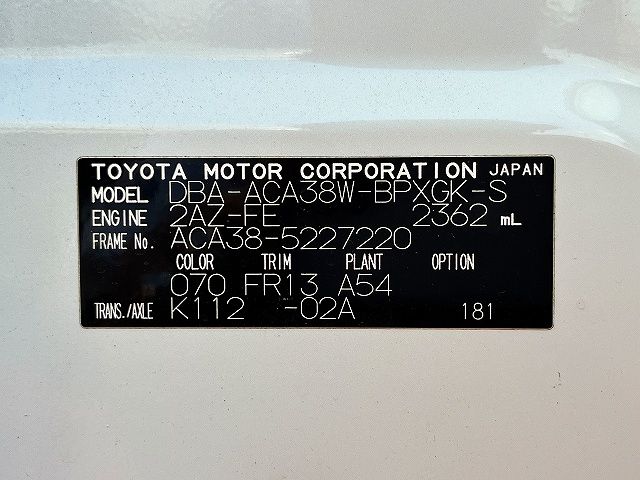 TOYOTA MOTOR CORPORATION JAPAN
MODEL DBA-ACA38W-BPXGK-S
ENGINE 2AZ-FE 2362 mL
FRAME No. ACA38-5227220
COLOR TRIM PLANT OPTION
070 FR13 A54
TRANS./AXLE K112 -02A 181